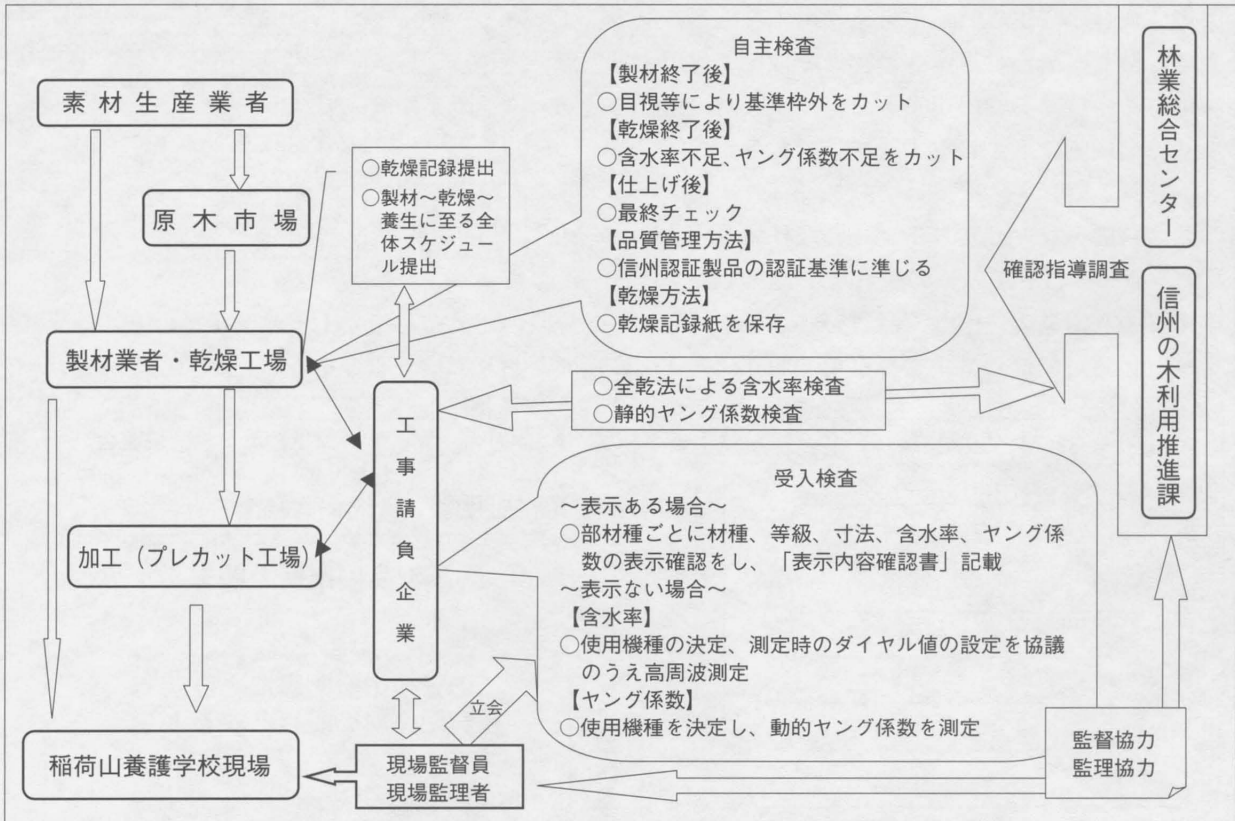 素材生産業者
原木市場
製材業者・乾燥工場
加工（プレカット工場）
稲荷山養護学校現場
○乾燥記録提出
○製材～乾燥～
養生に至る全
体スケジュー
ル提出
工事請負企業
現場監督員
現場監理者
立会
自主検査
【製材終了後】
○目視等により基準枠外をカット
【乾燥終了後】
○含水率不足、ヤング係数不足をカット
【仕上げ後】
○最終チェック
【品質管理方法】
○信州認証製品の認証基準に準じる
【乾燥方法】
○乾燥記録紙を保存
○全乾法による含水率検査
○静的ヤング係数検査
受入検査
～表示ある場合～
○部材種ごとに材種、等級、寸法、含水率、ヤング係
数の表示確認をし、「表示内容確認書」記載
～表示ない場合～
【含水率】
○使用機種の決定、測定時のダイヤル値の設定を協議
のうえ高周波測定
【ヤング係数】
○使用機種を決定し、動的ヤング係数を測定
確認指導調査
林業総合センター
信州の木利用推進課
監督協力
監理協力